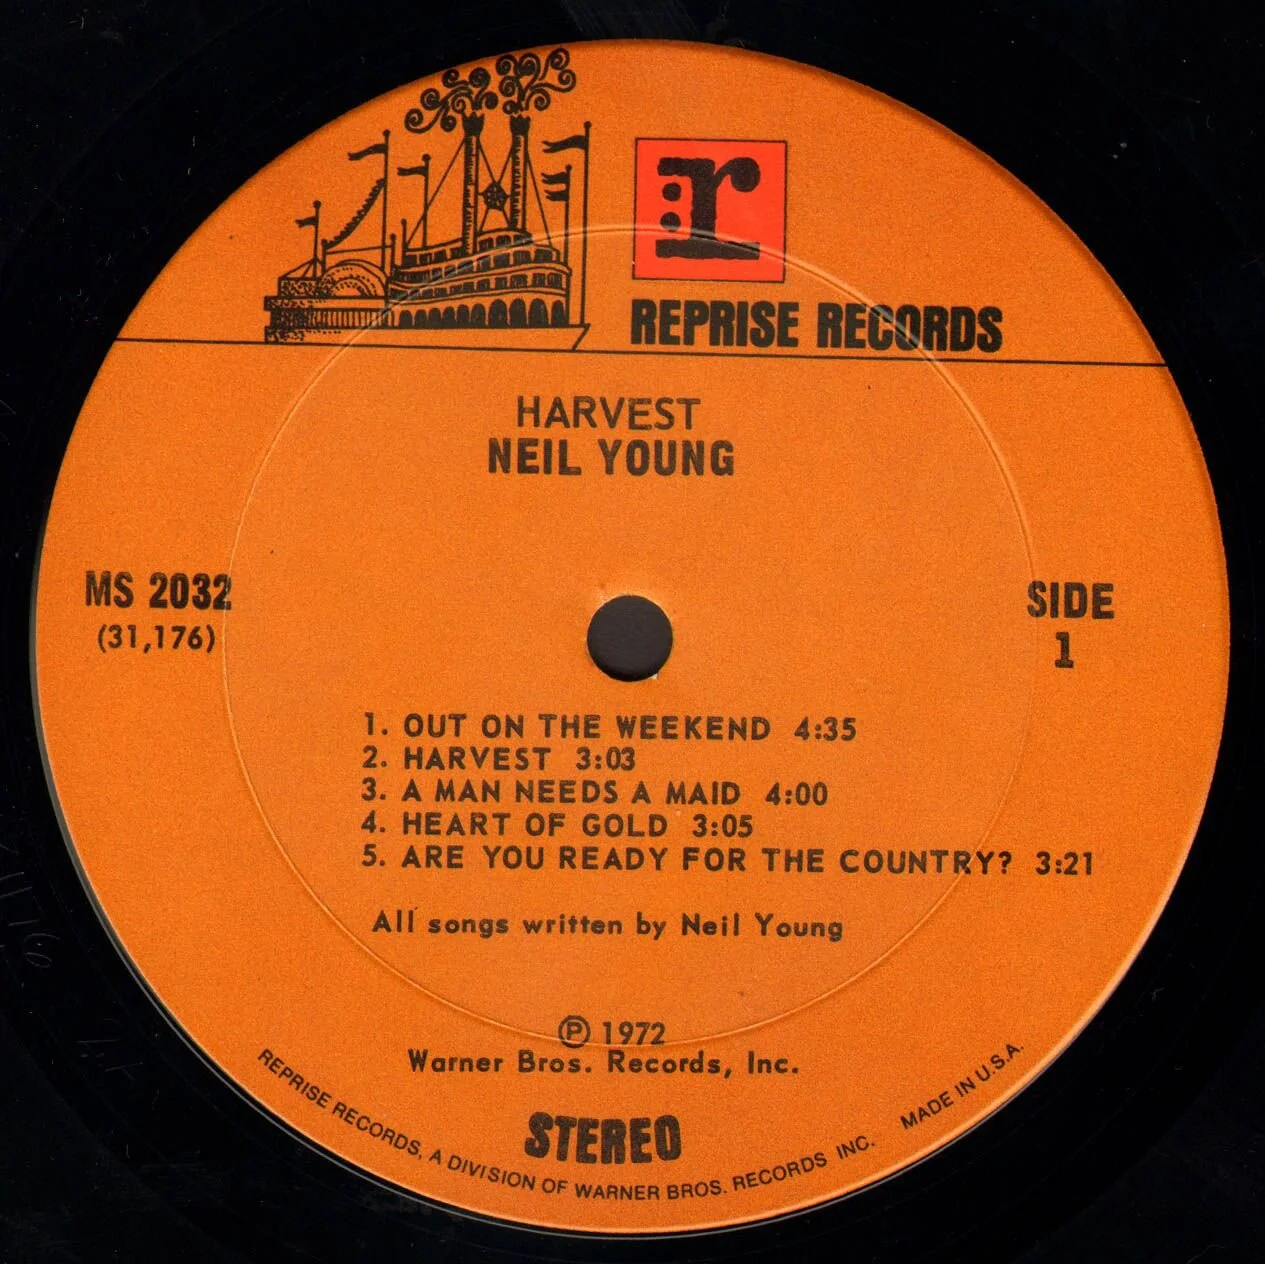 r
REPRISE RECORDS
HARVEST
NEIL YOUNG
MS 2032
(31,176)
SIDE
1
1. OUT ON THE WEEKEND 4:35
2. HARVEST 3:03
3. A MAN NEEDS A MAID 4:00
4. HEART OF GOLD 3:05
5. ARE YOU READY FOR THE COUNTRY? 3:21
All songs written by Neil Young
Ⓟ 1972
Warner Bros. Records, Inc.
STEREO
REPRISE RECORDS, A DIVISION OF WARNER BROS. RECORDS INC. MADE IN U.S.A.